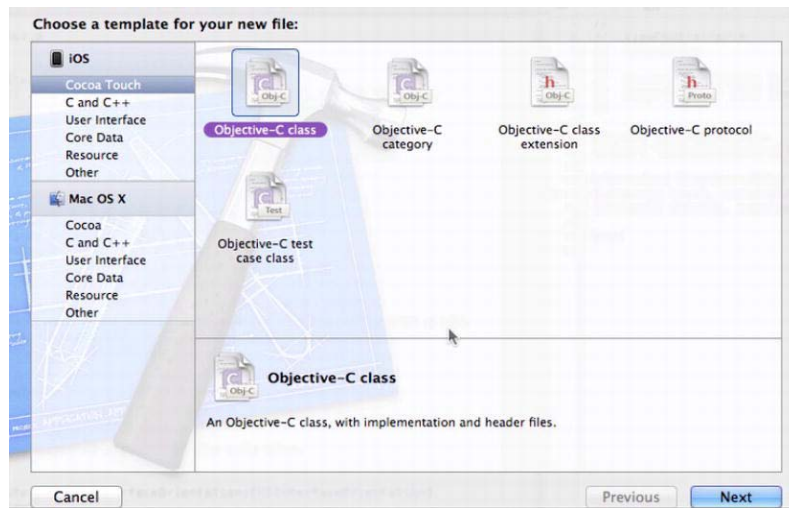 Choose a template for your new file:
iOS
Cocoa Touch
C and C++
User Interface
Core Data
Resource
Other
Mac OS X
Cocoa
C and C++
User Interface
Core Data
Resource
Other
Obj-C
Objective-C class
Obj-C
Objective-C
category
h
Obj-C
Objective-C class
extension
h
Proto
Objective-C protocol
Test
Objective-C test
case class
Obj-C
Objective-C class
An Objective-C class, with implementation and header files.
Cancel
Previous
Next